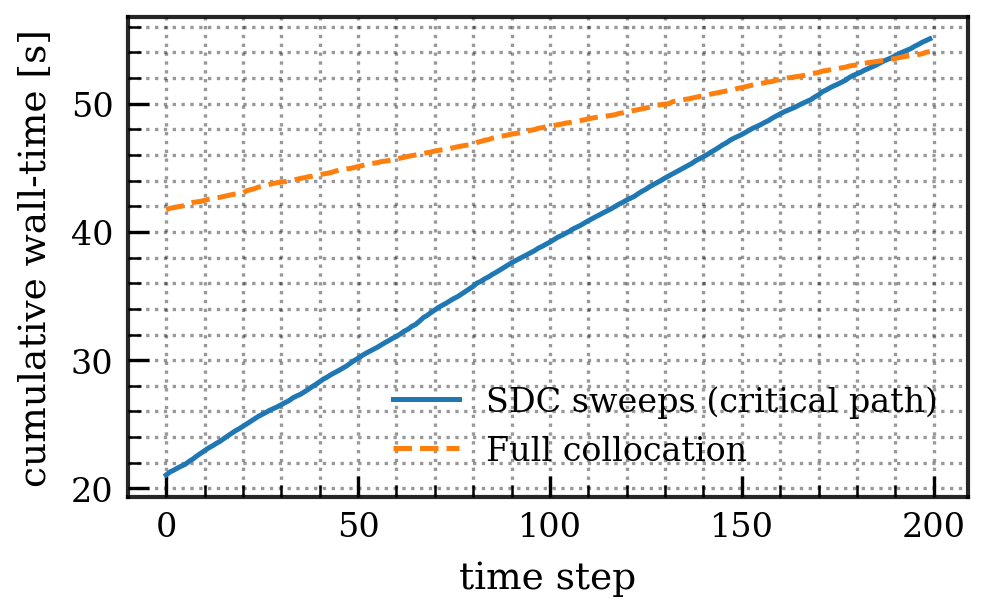 cumulative wall-time [s]
50
40
30
20
SDC sweeps (critical path)
Full collocation
0 50 100 150 200
time step